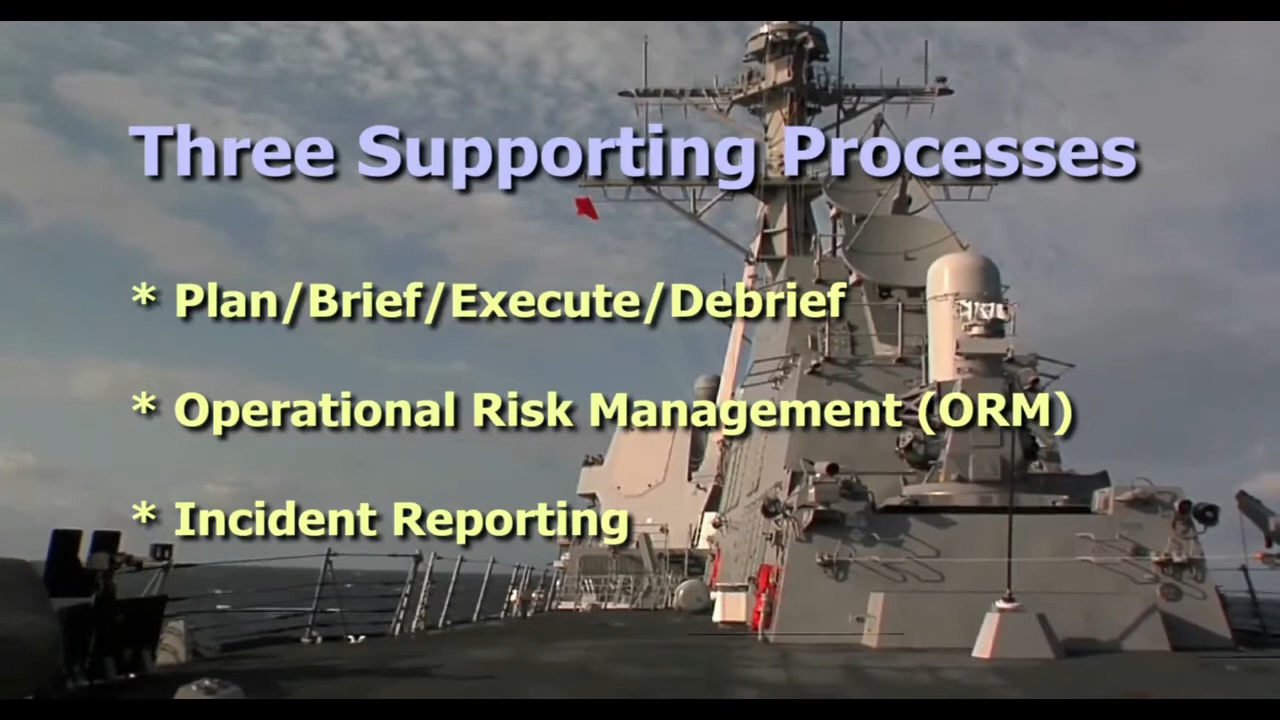 Three Supporting Processes
* Plan/Brief/Execute/Debrief
* Operational Risk Management (ORM)
* Incident Reporting